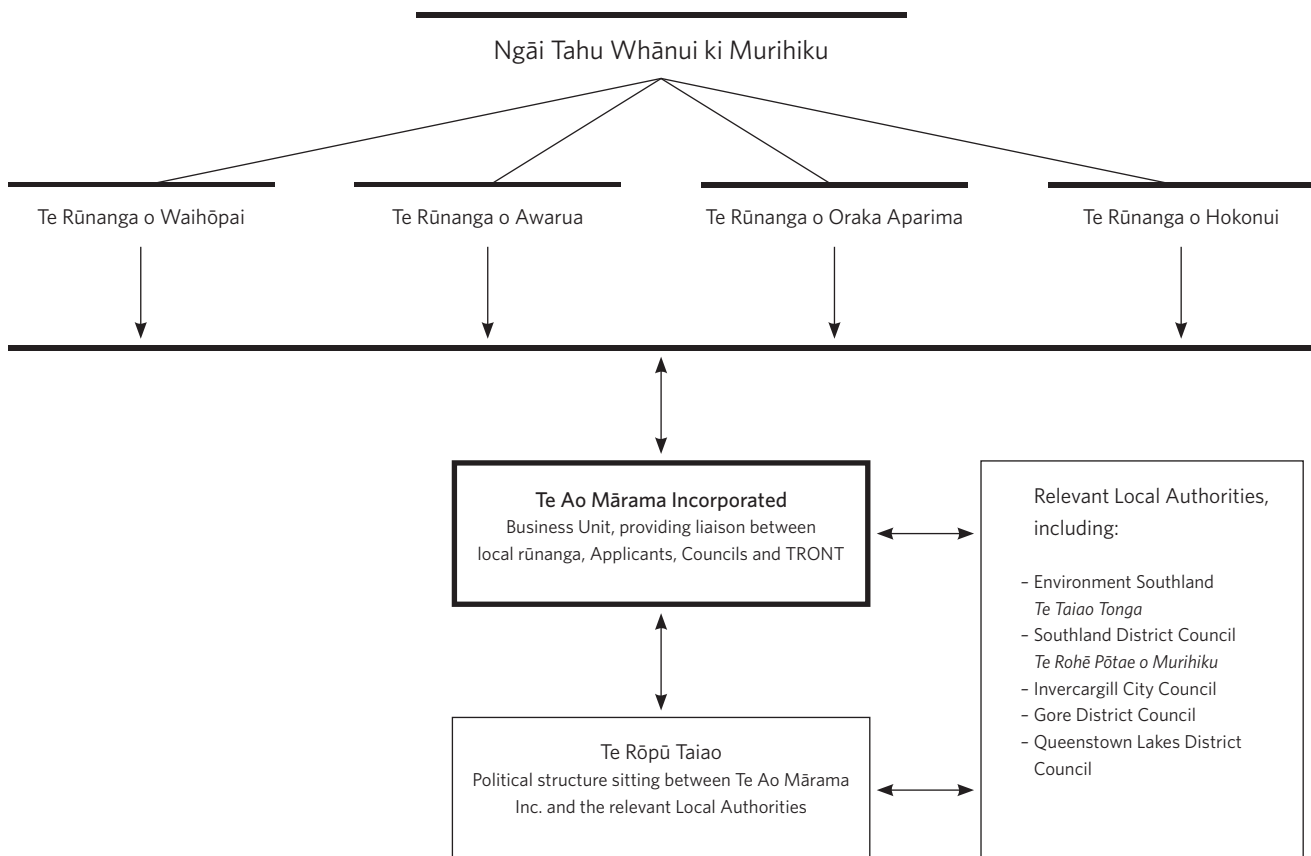 Ngāi Tahu Whānui ki Murihiku
Te Rūnanga o Waihōpai
Te Rūnanga o Awarua
Te Rūnanga o Oraka Aparima
Te Rūnanga o Hokonui
Te Ao Mārama Incorporated
Business Unit, providing liaison between
local rūnanga, Applicants, Councils and TRONT
Relevant Local Authorities,
including:
– Environment Southland
Te Taiao Tonga
– Southland District Council
Te Rohē Pōtae o Murihiku
– Invercargill City Council
– Gore District Council
– Queenstown Lakes District
Council
Te Rōpū Taiao
Political structure sitting between Te Ao Mārama
Inc. and the relevant Local Authorities